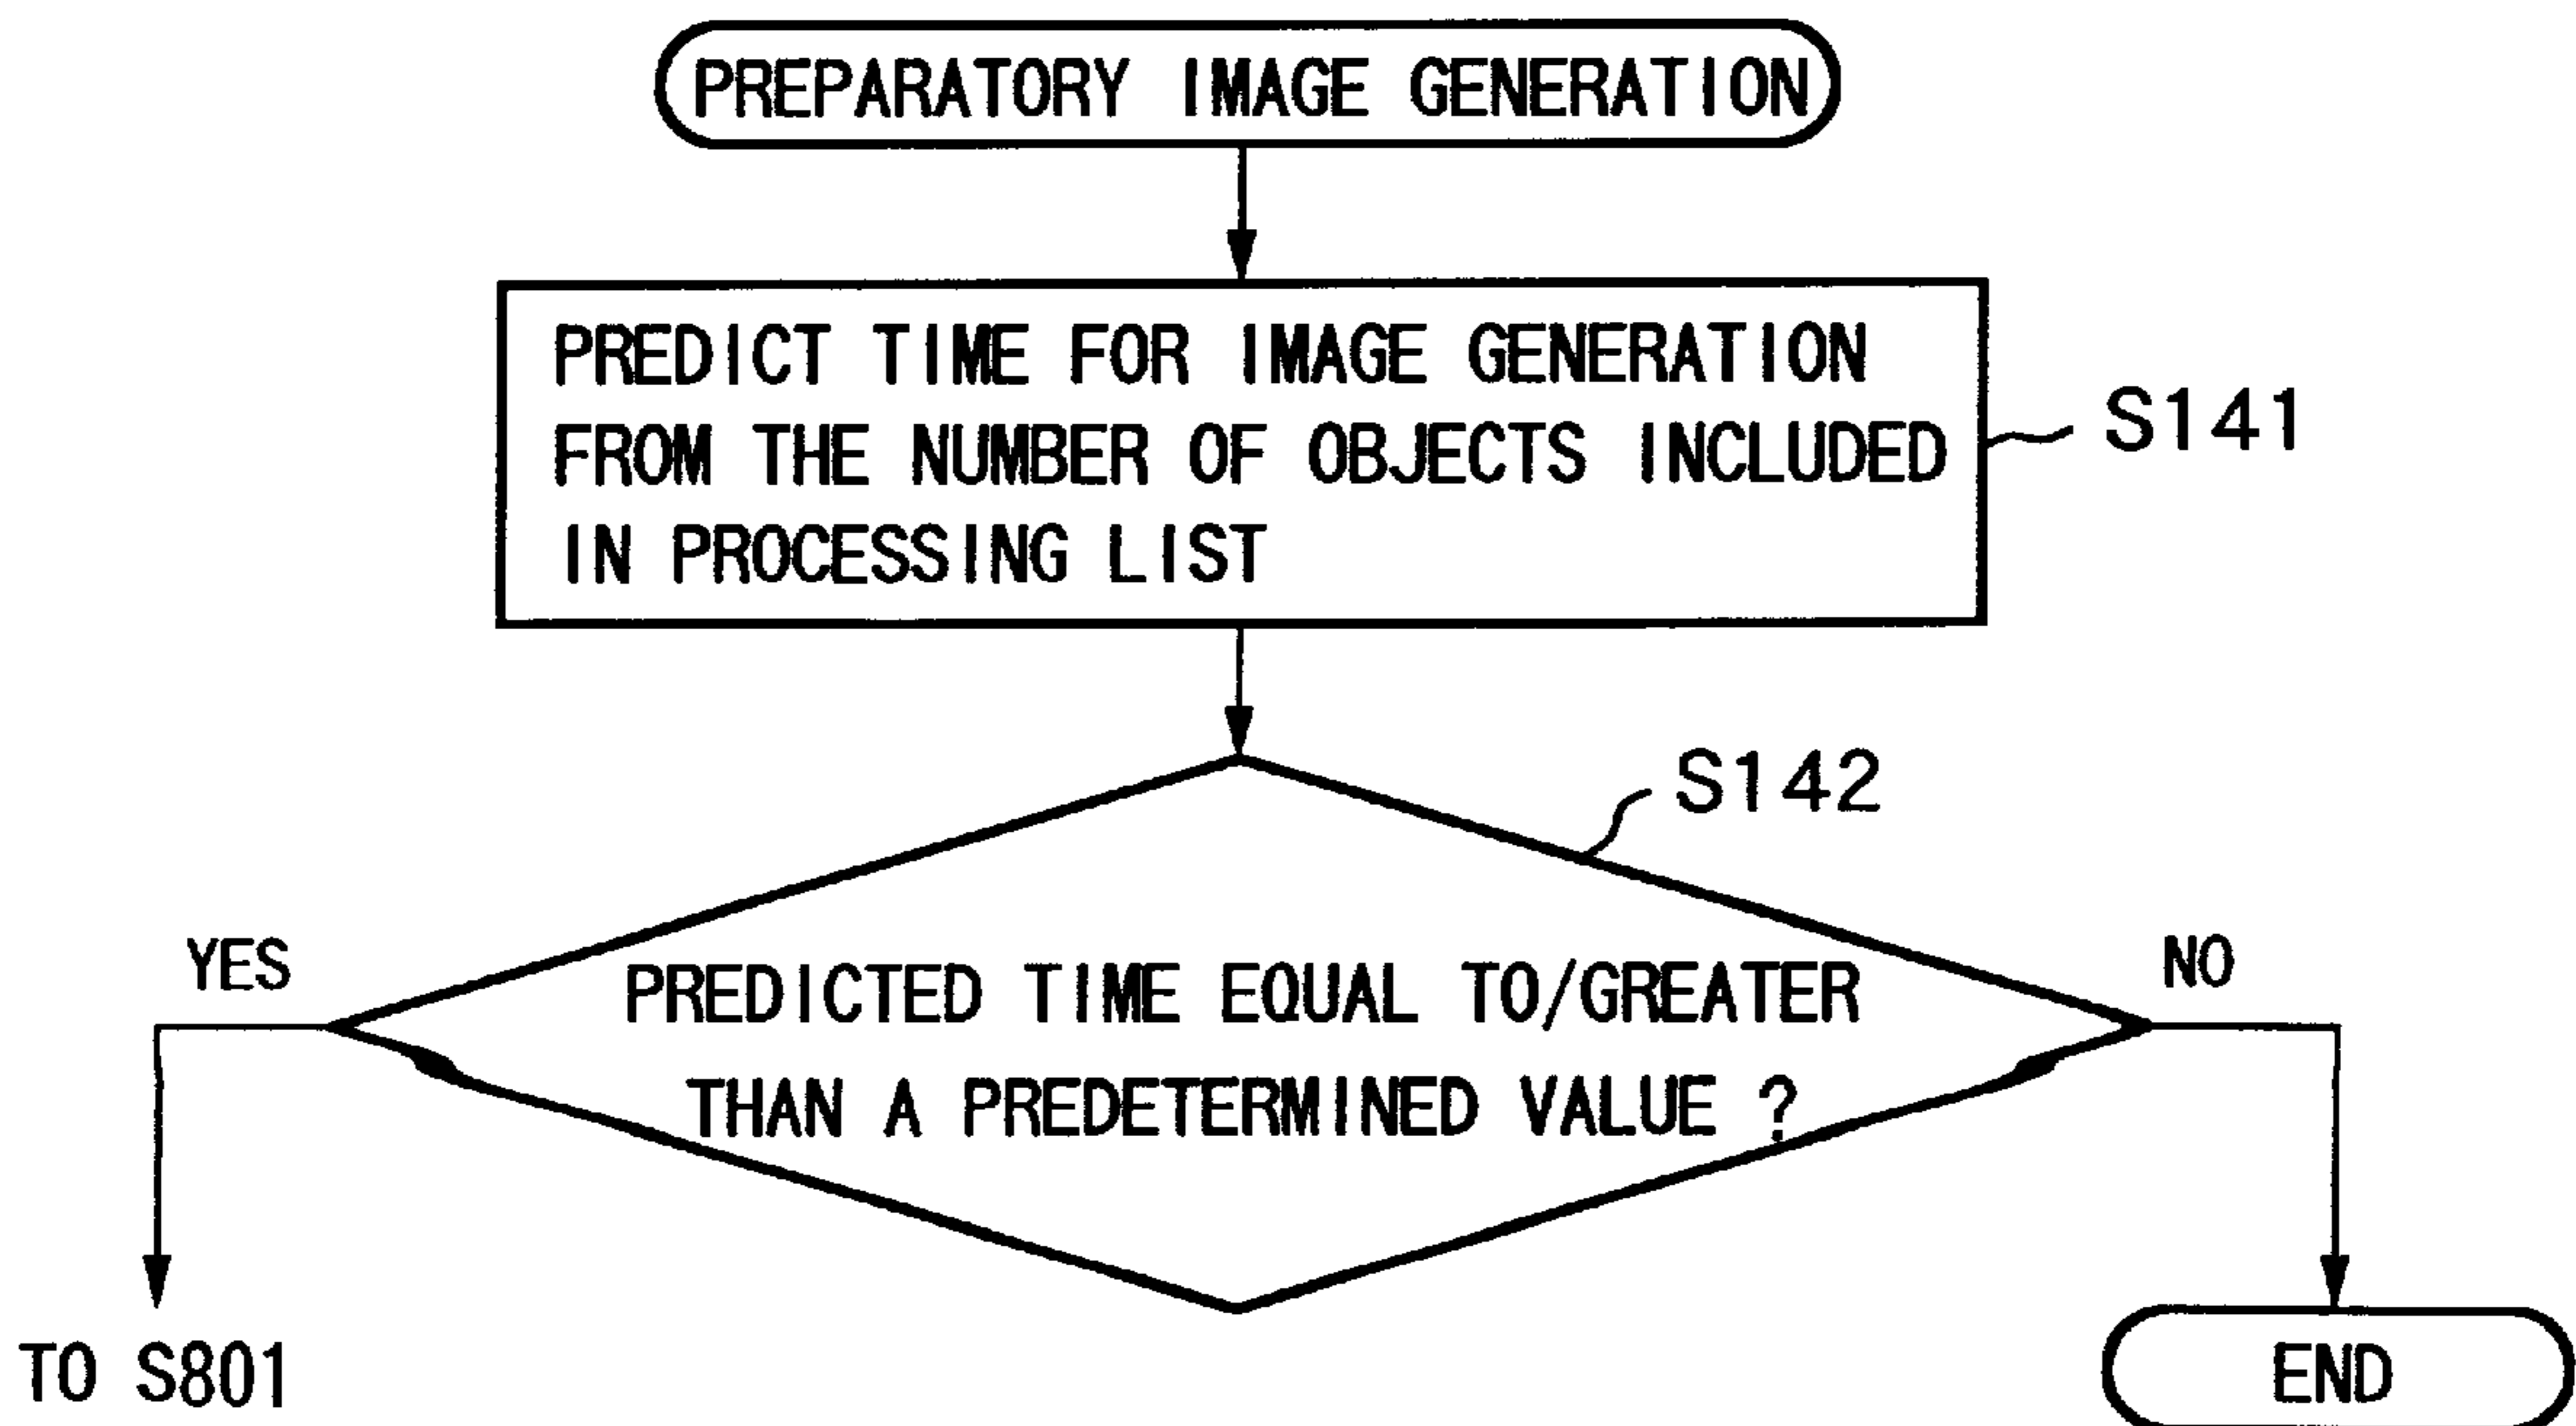 PREPARATORY IMAGE GENERATION
PREDICT TIME FOR IMAGE GENERATION
FROM THE NUMBER OF OBJECTS INCLUDED
IN PROCESSING LIST
S141
S142
YES
NO
PREDICTED TIME EQUAL TO/GREATER
THAN A PREDETERMINED VALUE ?
TO S801
END